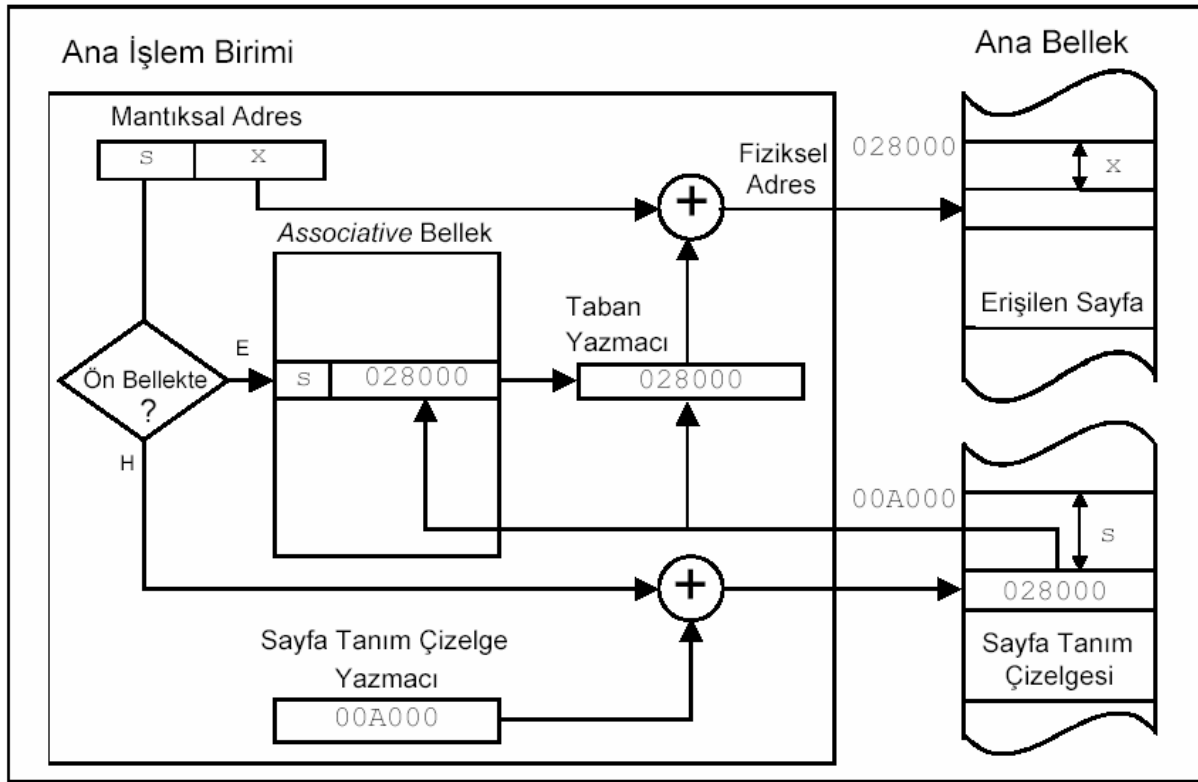 Ana İşlem Birimi
Ana Bellek
Mantıksal Adres
s x
Fiziksel
Adres
028000
x
Associative Bellek
Erişilen Sayfa
Taban
Yazmacı
E
Ön Bellekte
?
s 028000
028000
H
00A000
s
028000
Sayfa Tanım Çizelge
Yazmacı
00A000
Sayfa Tanım
Çizelgesi
+
+